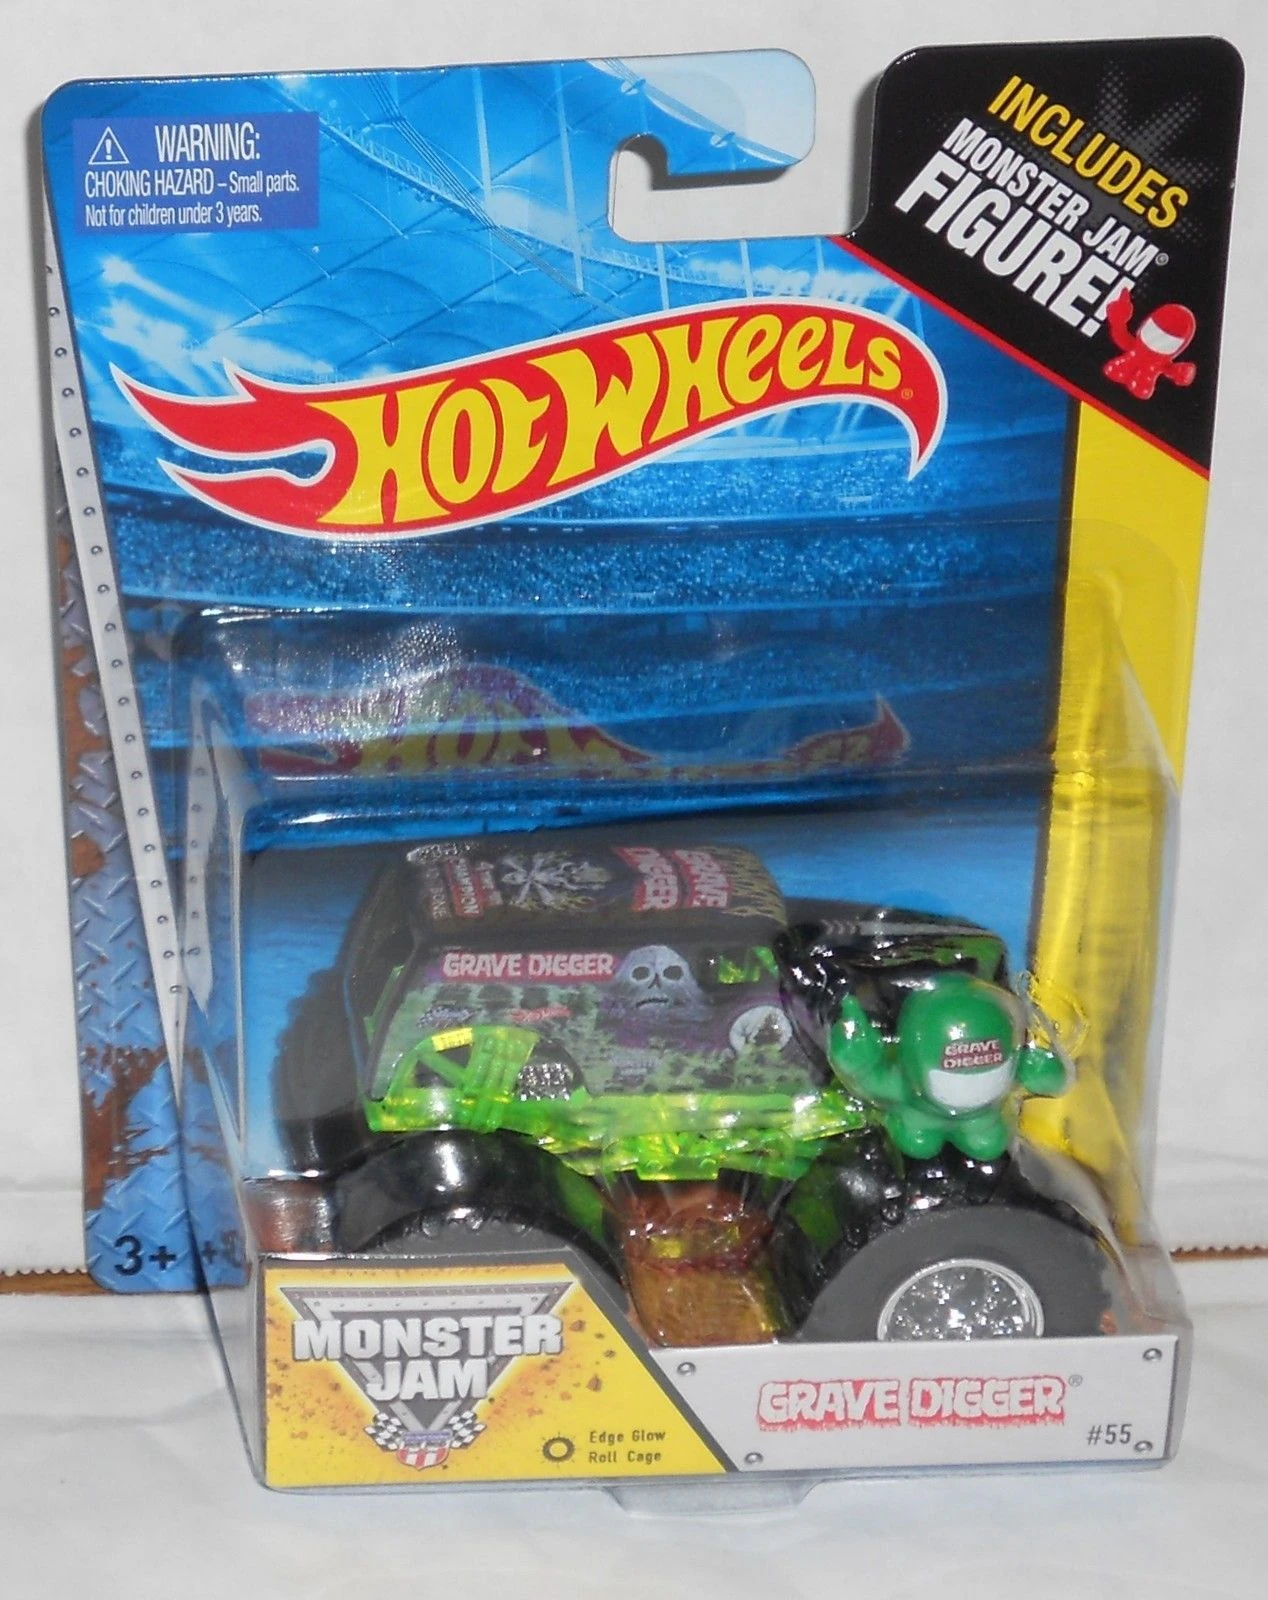 WARNING:
CHOKING HAZARD – Small parts.
Not for children under 3 years.
INCLUDES
MONSTER JAM®
FIGURE!
HOT WHEELS®
GRAVE
DIGGER
GRAVE DIGGER
GRAVE
DIGGER
3+
MONSTER
JAM
Edge Glow
Roll Cage
GRAVE DIGGER®
#55